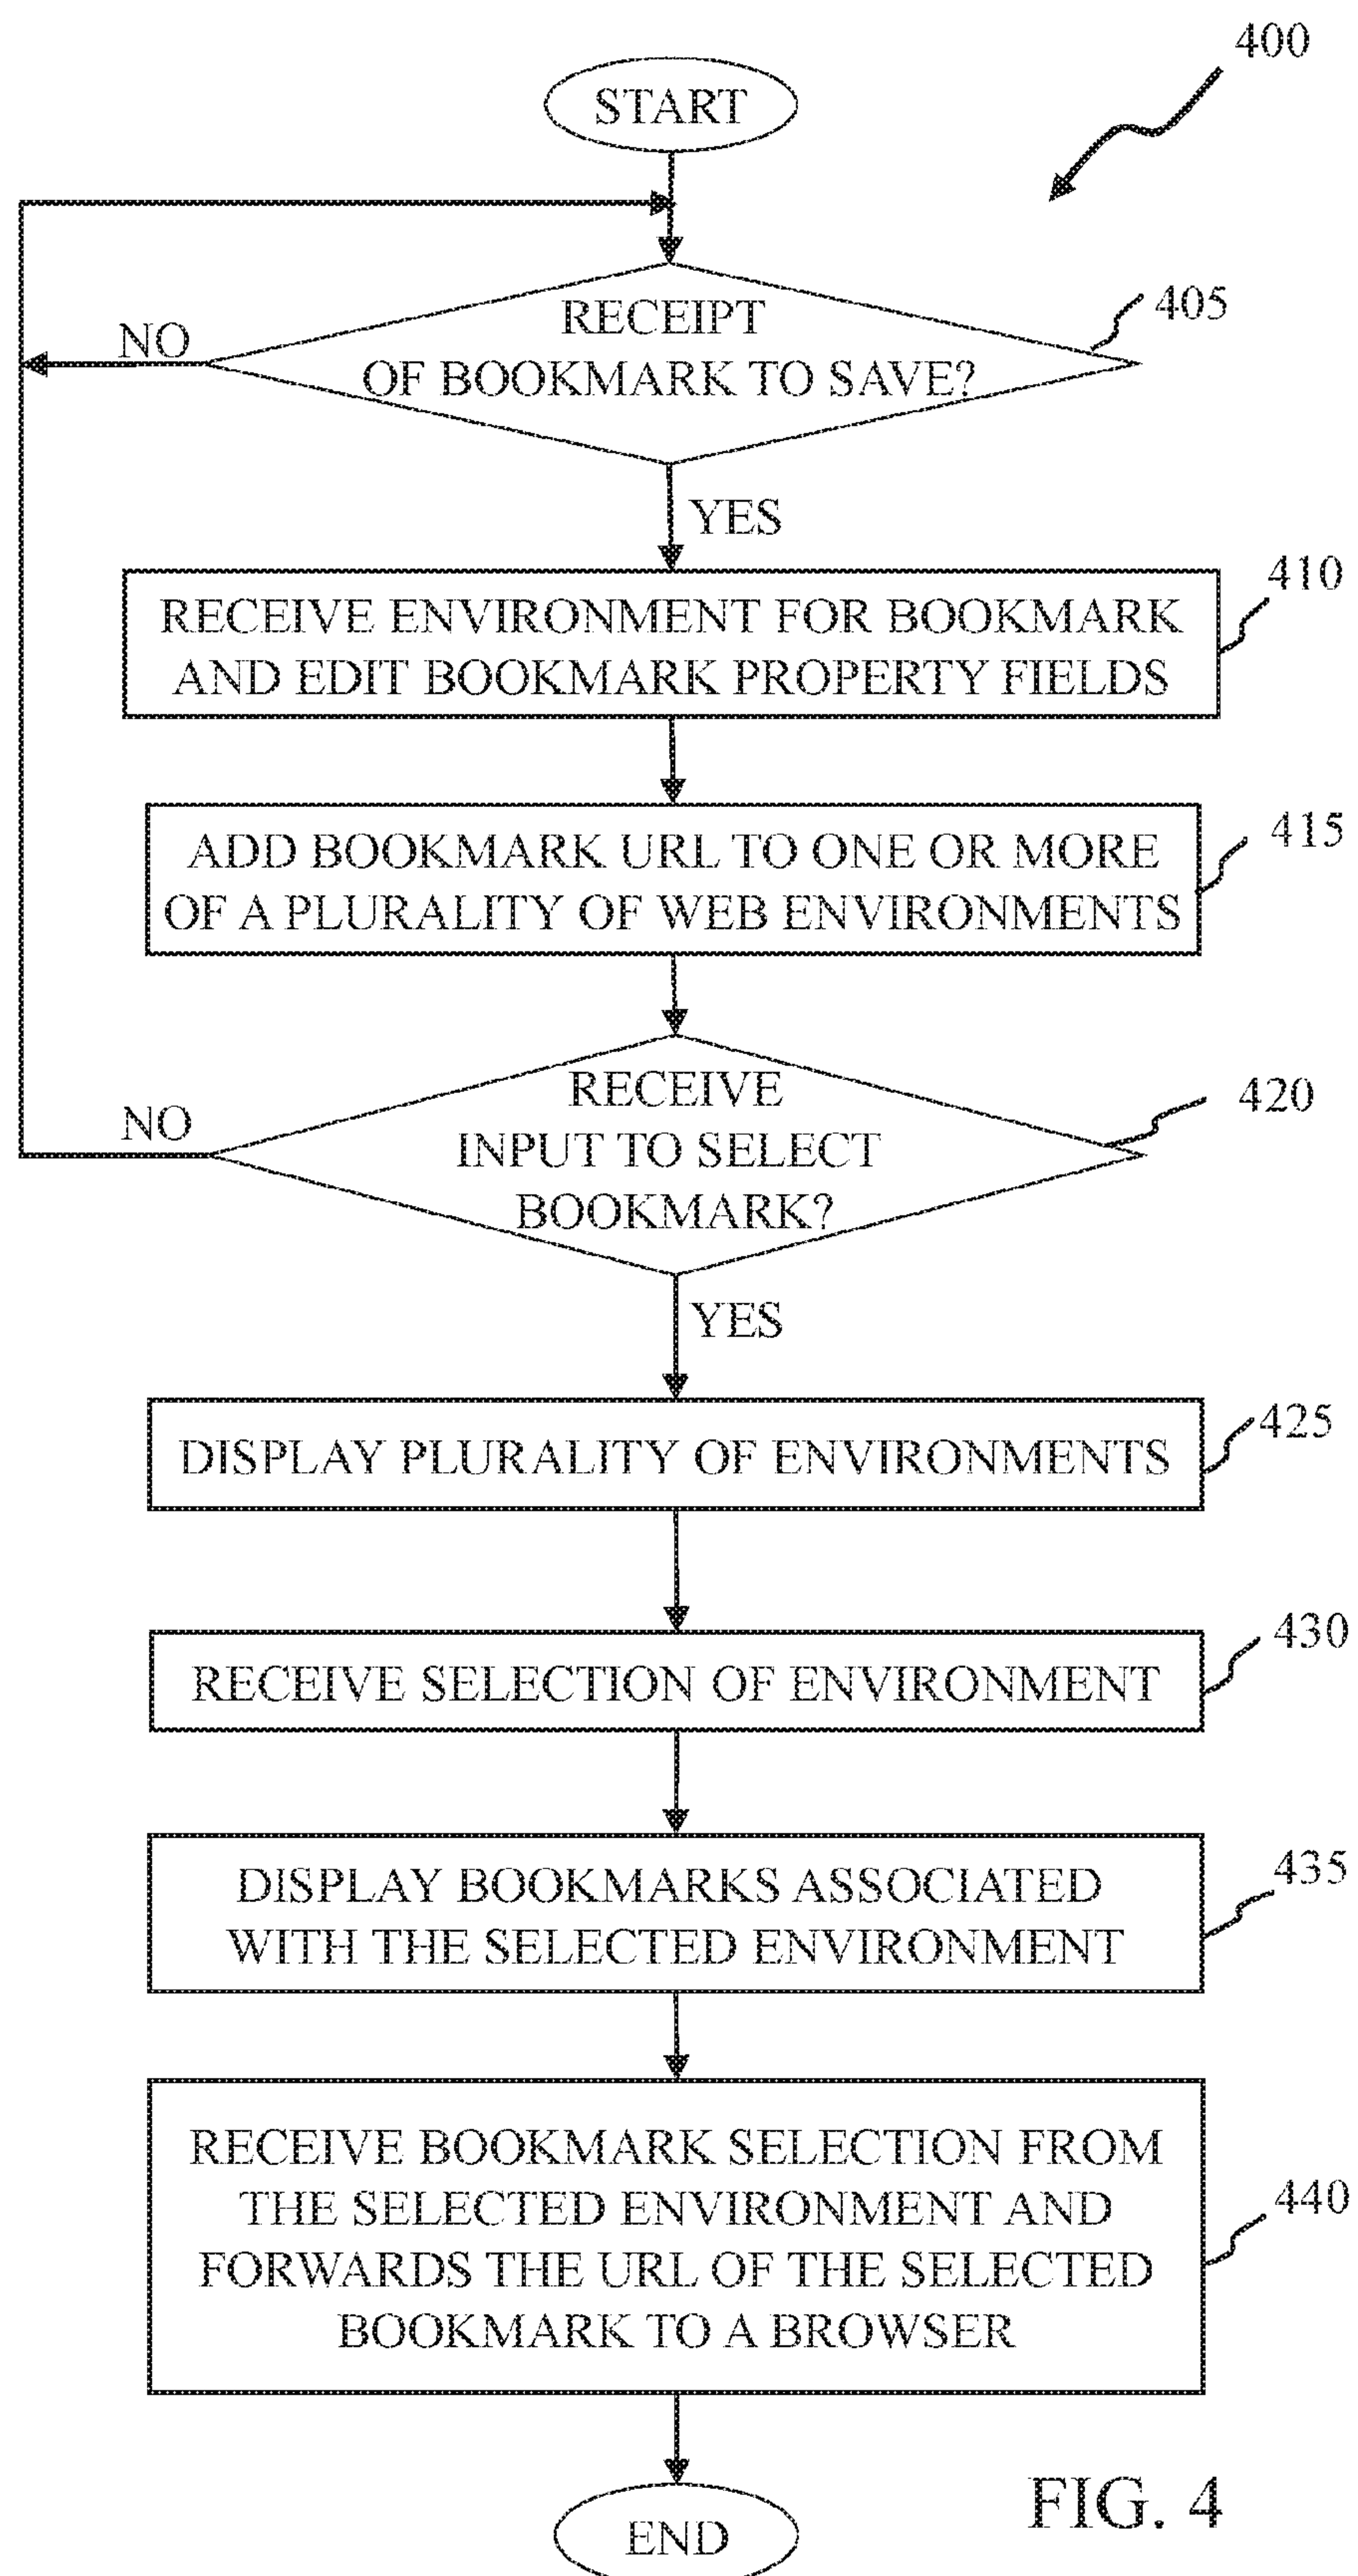 400
START
RECEIPT
OF BOOKMARK TO SAVE?
405
NO
YES
410
RECEIVE ENVIRONMENT FOR BOOKMARK
AND EDIT BOOKMARK PROPERTY FIELDS
415
ADD BOOKMARK URL TO ONE OR MORE
OF A PLURALITY OF WEB ENVIRONMENTS
420
RECEIVE
INPUT TO SELECT
BOOKMARK?
NO
YES
425
DISPLAY PLURALITY OF ENVIRONMENTS
430
RECEIVE SELECTION OF ENVIRONMENT
435
DISPLAY BOOKMARKS ASSOCIATED
WITH THE SELECTED ENVIRONMENT
RECEIVE BOOKMARK SELECTION FROM
THE SELECTED ENVIRONMENT AND
FORWARDS THE URL OF THE SELECTED
BOOKMARK TO A BROWSER
440
END
FIG. 4